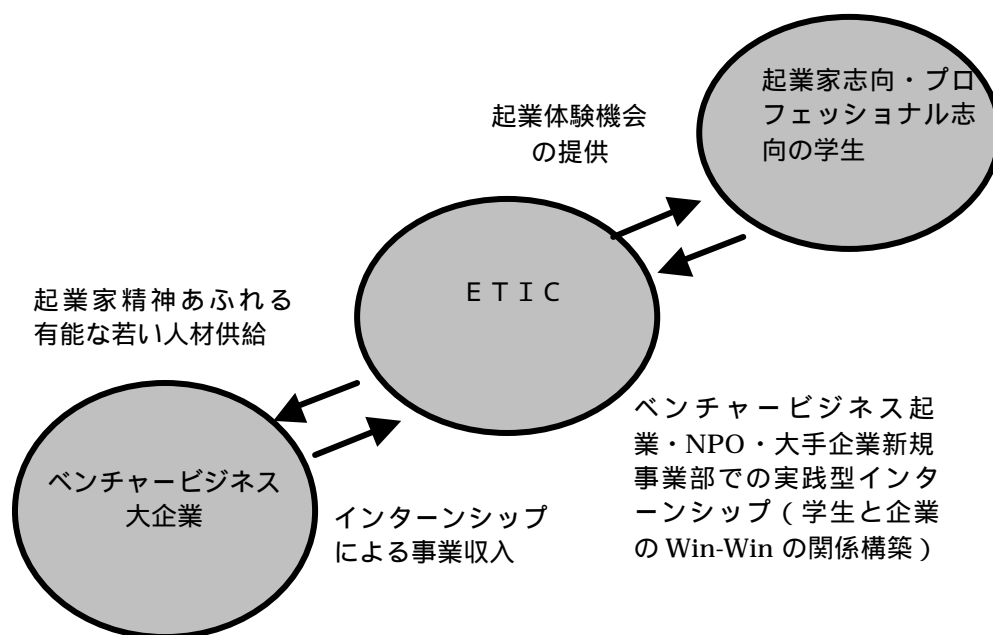 起業家志向・プロ
フェッショナル志
向の学生
起業体験機会
の提供
ＥＴＩＣ
起業家精神あふれる
有能な若い人材供給
ベンチャービジネス起
業・NPO・大手企業新規
事業部での実践型インタ
ーンシップ（学生と企業
の Win-Win の関係構築）
ベンチャービジネス
大企業
インターンシップ
による事業収入